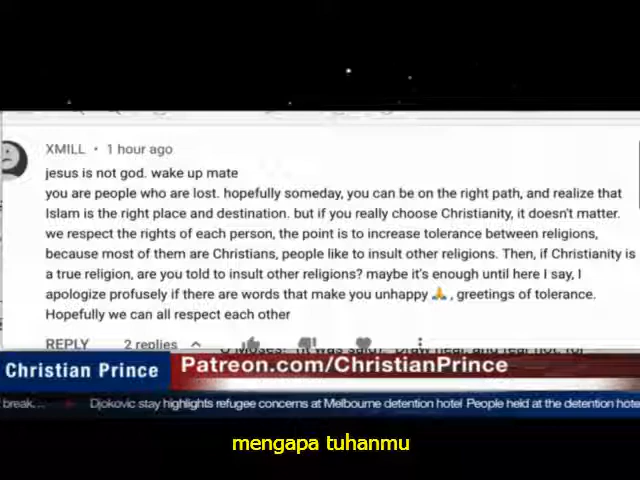 XMILL • 1 hour ago
jesus is not god. wake up mate
you are people who are lost. hopefully someday, you can be on the right path, and realize that
Islam is the right place and destination. but if you really choose Christianity, it doesn't matter.
we respect the rights of each person, the point is to increase tolerance between religions,
because most of them are Christians, people like to insult other religions. Then, if Christianity is
a true religion, are you told to insult other religions? maybe it's enough until here I say, I
apologize profusely if there are words that make you unhappy 🙏 , greetings of tolerance.
Hopefully we can all respect each other
REPLY 2 replies
Christian Prince
Patreon.com/ChristianPrince
break... Djokovic stay highlights refugee concerns at Melbourne detention hotel People held at the detention hote
mengapa tuhanmu